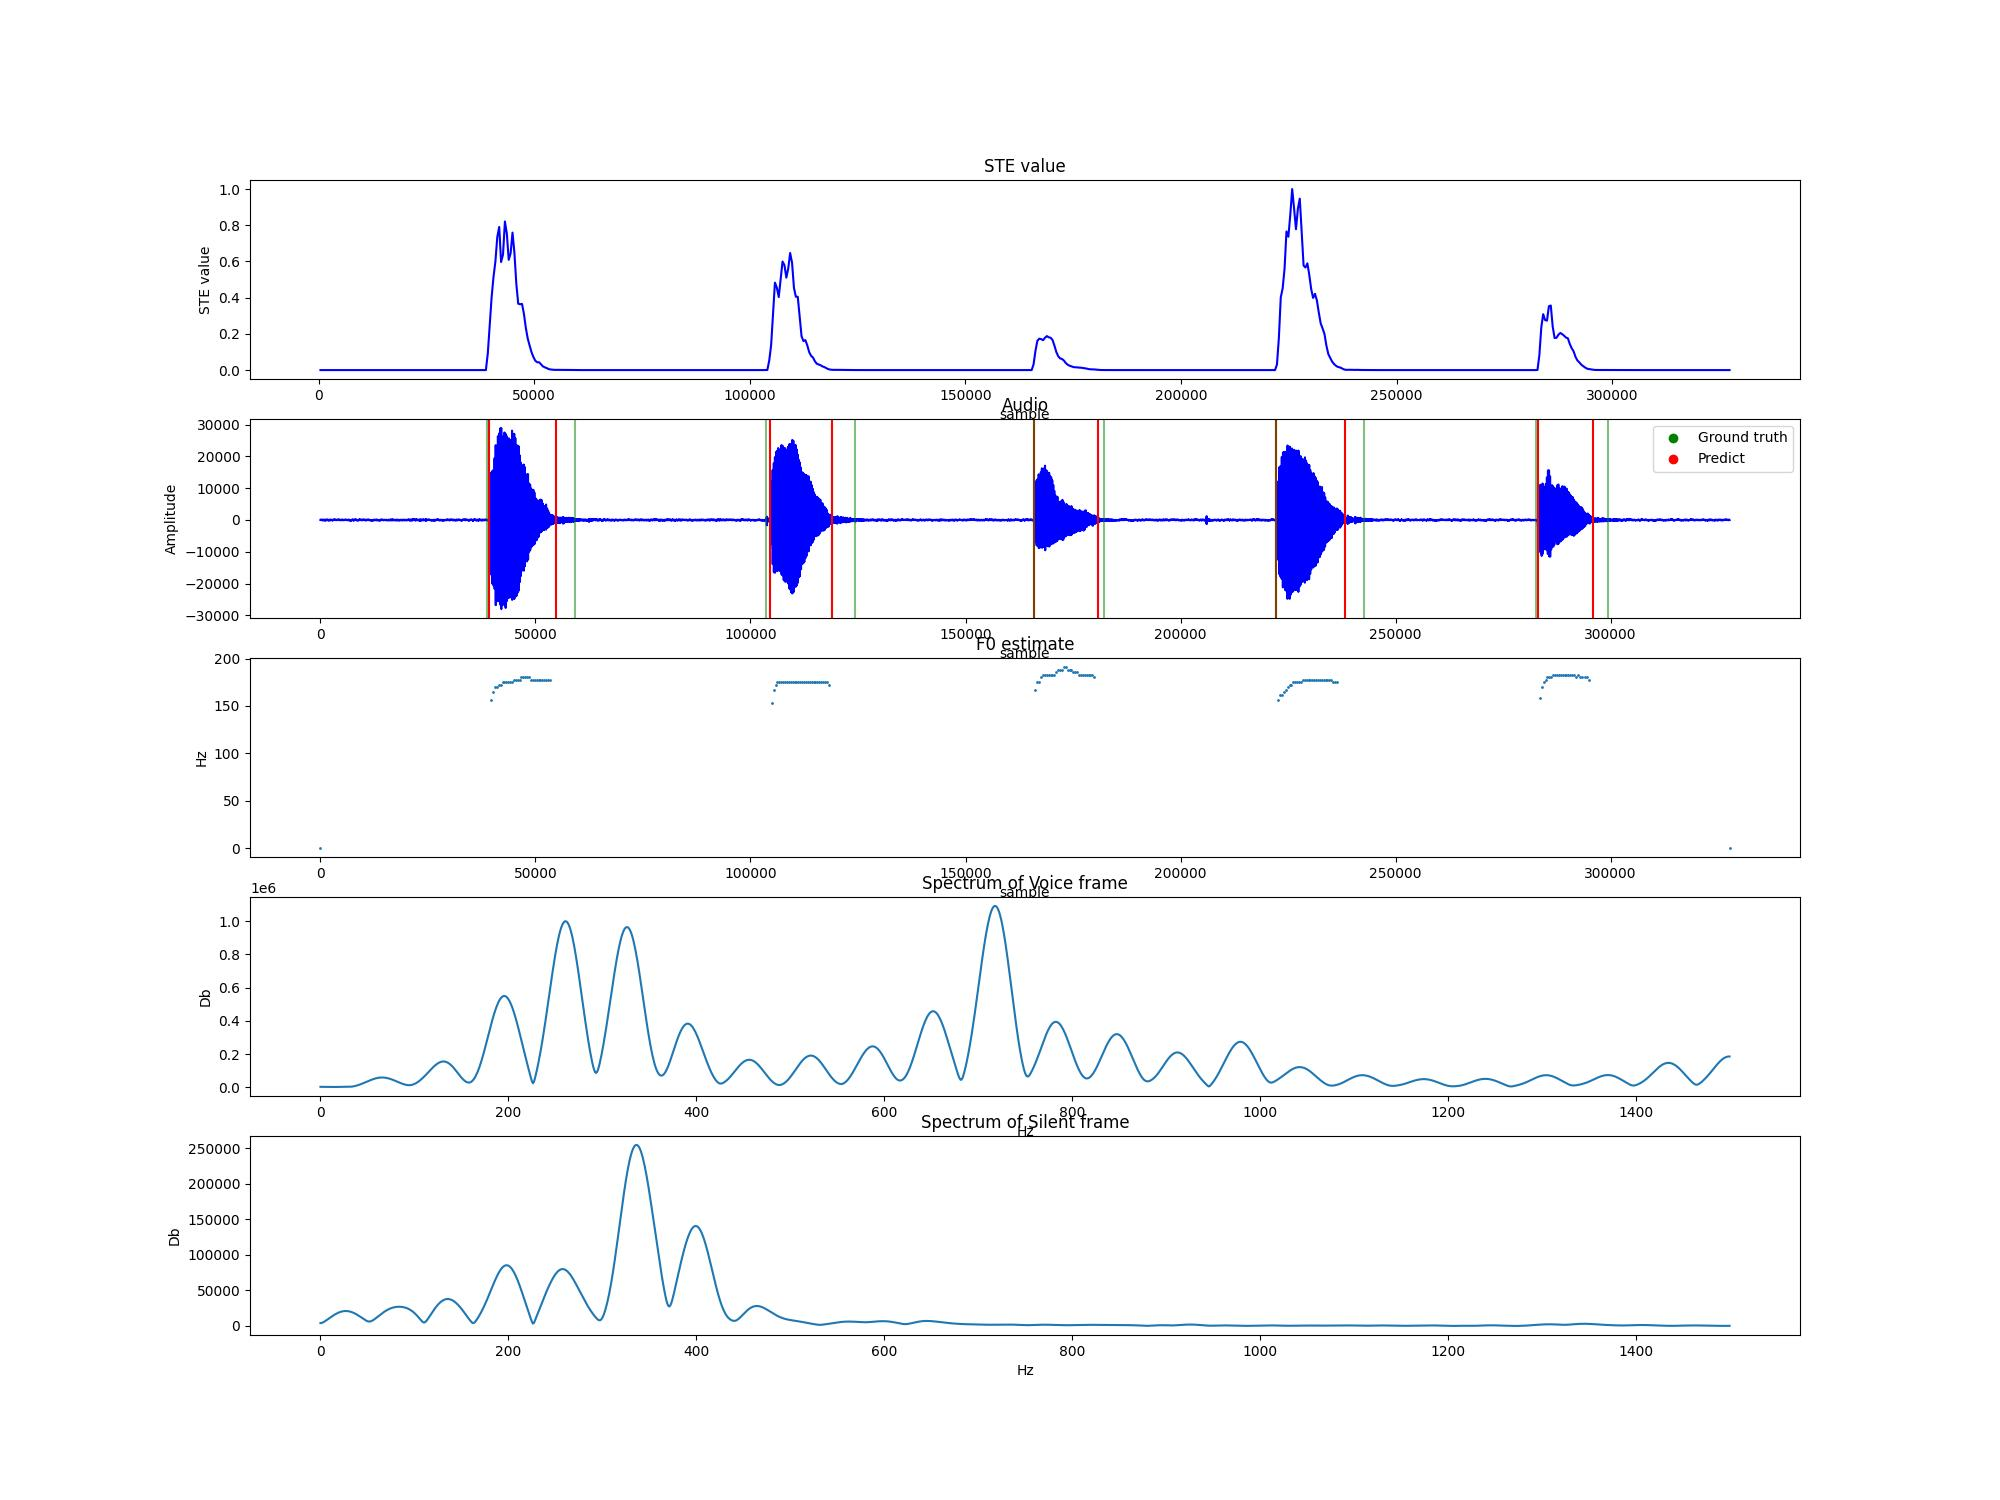 STE value
1.0
0.8
0.6
0.4
0.2
0.0
STE value
0 50000 100000 150000 200000 250000 300000
sample
Audio
30000
20000
10000
0
−10000
−20000
−30000
Amplitude
Ground truth
Predict
0 50000 100000 150000 200000 250000 300000
sample
F0 estimate
200
150
100
50
0
Hz
0 50000 100000 150000 200000 250000 300000
sample
Spectrum of Voice frame
1e6
1.0
0.8
0.6
0.4
0.2
0.0
Db
0 200 400 600 800 1000 1200 1400
Hz
Spectrum of Silent frame
250000
200000
150000
100000
50000
0
Db
0 200 400 600 800 1000 1200 1400
Hz